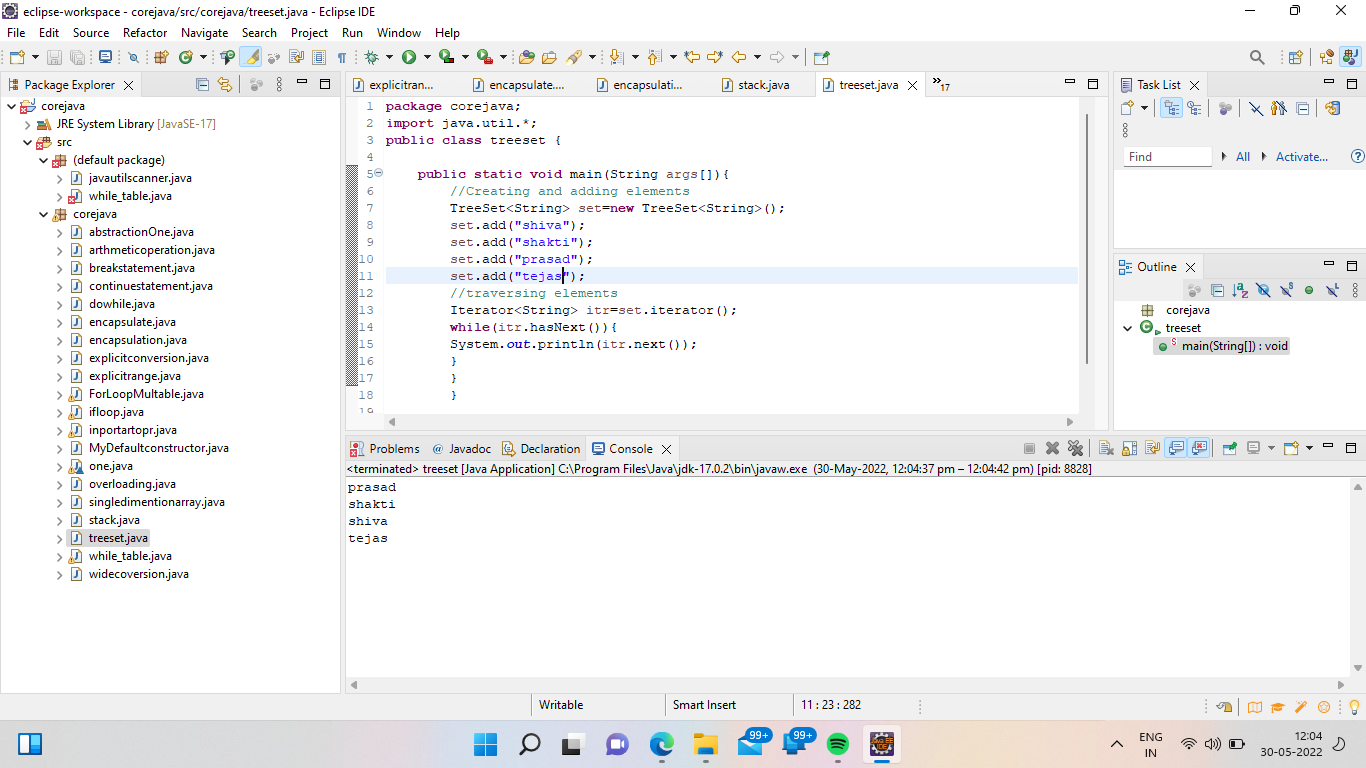 eclipse-workspace - corejava/src/corejava/treeset.java - Eclipse IDE
File Edit Source Refactor Navigate Search Project Run Window Help
Package Explorer
corejava
JRE System Library [JavaSE-17]
src
(default package)
javautilscanner.java
while_table.java
corejava
abstractionOne.java
arthmeticoperation.java
breakstatement.java
continuestatement.java
dowhile.java
encapsulate.java
encapsulation.java
explicitconversion.java
explicitrange.java
ForLoopMultable.java
ifloop.java
inportartopr.java
MyDefaultconstructor.java
one.java
overloading.java
singledimentionarray.java
stack.java
treeset.java
while_table.java
widecoversion.java
explicitran... encapsulate.... encapsulati... stack.java treeset.java »17
1 package corejava;
2 import java.util.*;
3 public class treeset {
4
5 public static void main(String args[]){
6 //Creating and adding elements
7 TreeSet<String> set=new TreeSet<String>();
8 set.add("shiva");
9 set.add("shakti");
10 set.add("prasad");
11 set.add("tejas");
12 //traversing elements
13 Iterator<String> itr=set.iterator();
14 while(itr.hasNext()){
15 System.out.println(itr.next());
16 }
17 }
18 }
19
Task List
Find All Activate...
Outline
corejava
treeset
main(String[]) : void
Problems @ Javadoc Declaration Console
<terminated> treeset [Java Application] C:\Program Files\Java\jdk-17.0.2\bin\javaw.exe (30-May-2022, 12:04:37 pm – 12:04:42 pm) [pid: 8828]
prasad
shakti
shiva
tejas
Writable Smart Insert 11 : 23 : 282
99+ 99+
ENG
IN
12:04
30-05-2022